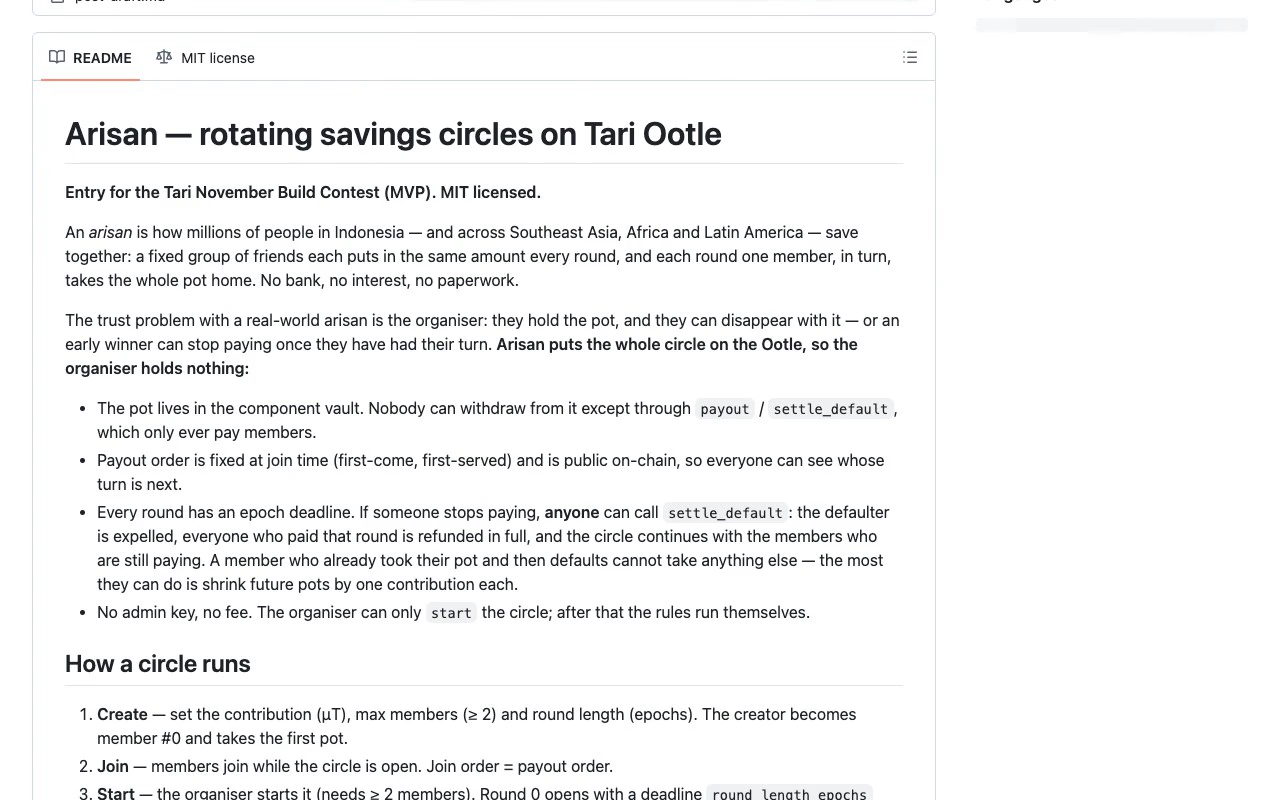 README
MIT license
Arisan — rotating savings circles on Tari Ootle
Entry for the Tari November Build Contest (MVP). MIT licensed.
An arisan is how millions of people in Indonesia — and across Southeast Asia, Africa and Latin America — save
together: a fixed group of friends each puts in the same amount every round, and each round one member, in turn,
takes the whole pot home. No bank, no interest, no paperwork.
The trust problem with a real-world arisan is the organiser: they hold the pot, and they can disappear with it — or an
early winner can stop paying once they have had their turn. Arisan puts the whole circle on the Ootle, so the
organiser holds nothing:
• The pot lives in the component vault. Nobody can withdraw from it except through payout / settle_default,
which only ever pay members.
• Payout order is fixed at join time (first-come, first-served) and is public on-chain, so everyone can see whose
turn is next.
• Every round has an epoch deadline. If someone stops paying, anyone can call settle_default: the defaulter
is expelled, everyone who paid that round is refunded in full, and the circle continues with the members who
are still paying. A member who already took their pot and then defaults cannot take anything else — the most
they can do is shrink future pots by one contribution each.
• No admin key, no fee. The organiser can only start the circle; after that the rules run themselves.
How a circle runs
1. Create — set the contribution (µT), max members (≥ 2) and round length (epochs). The creator becomes
member #0 and takes the first pot.
2. Join — members join while the circle is open. Join order = payout order.
3. Start — the organiser starts it (needs ≥ 2 members). Round 0 opens with a deadline round_length_epochs